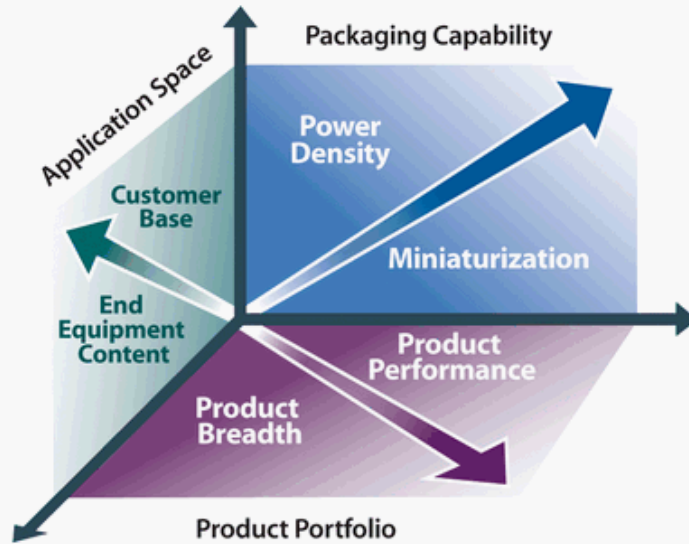 Packaging Capability
Application Space
Power
Density
Customer
Base
Miniaturization
End
Equipment
Content
Product
Performance
Product
Breadth
Product Portfolio